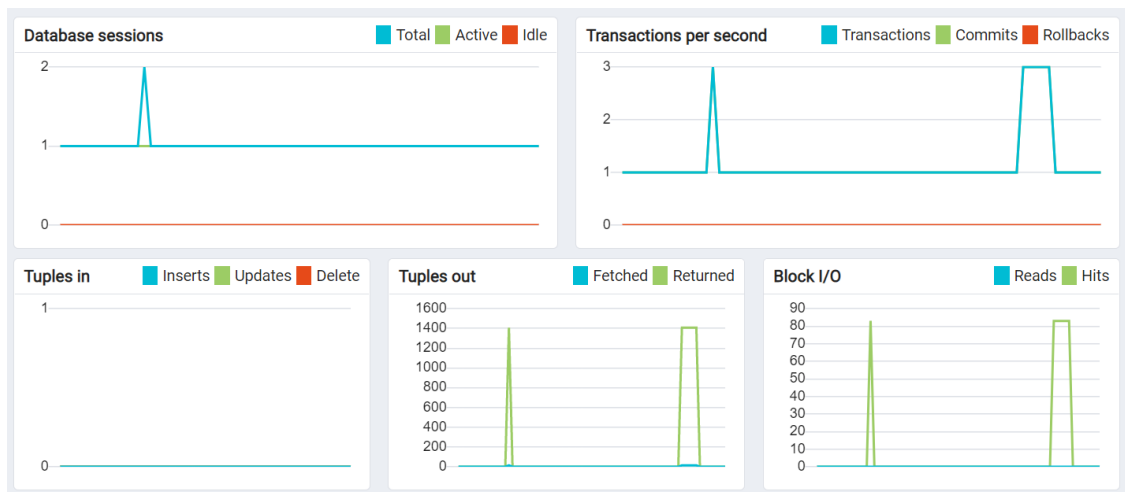 Database sessions
Total Active Idle
2
1
0
Transactions per second
Transactions Commits Rollbacks
3
2
1
0
Tuples in
Inserts Updates Delete
1
0
Tuples out
Fetched Returned
1600
1400
1200
1000
800
600
400
200
0
Block I/O
Reads Hits
90
80
70
60
50
40
30
20
10
0